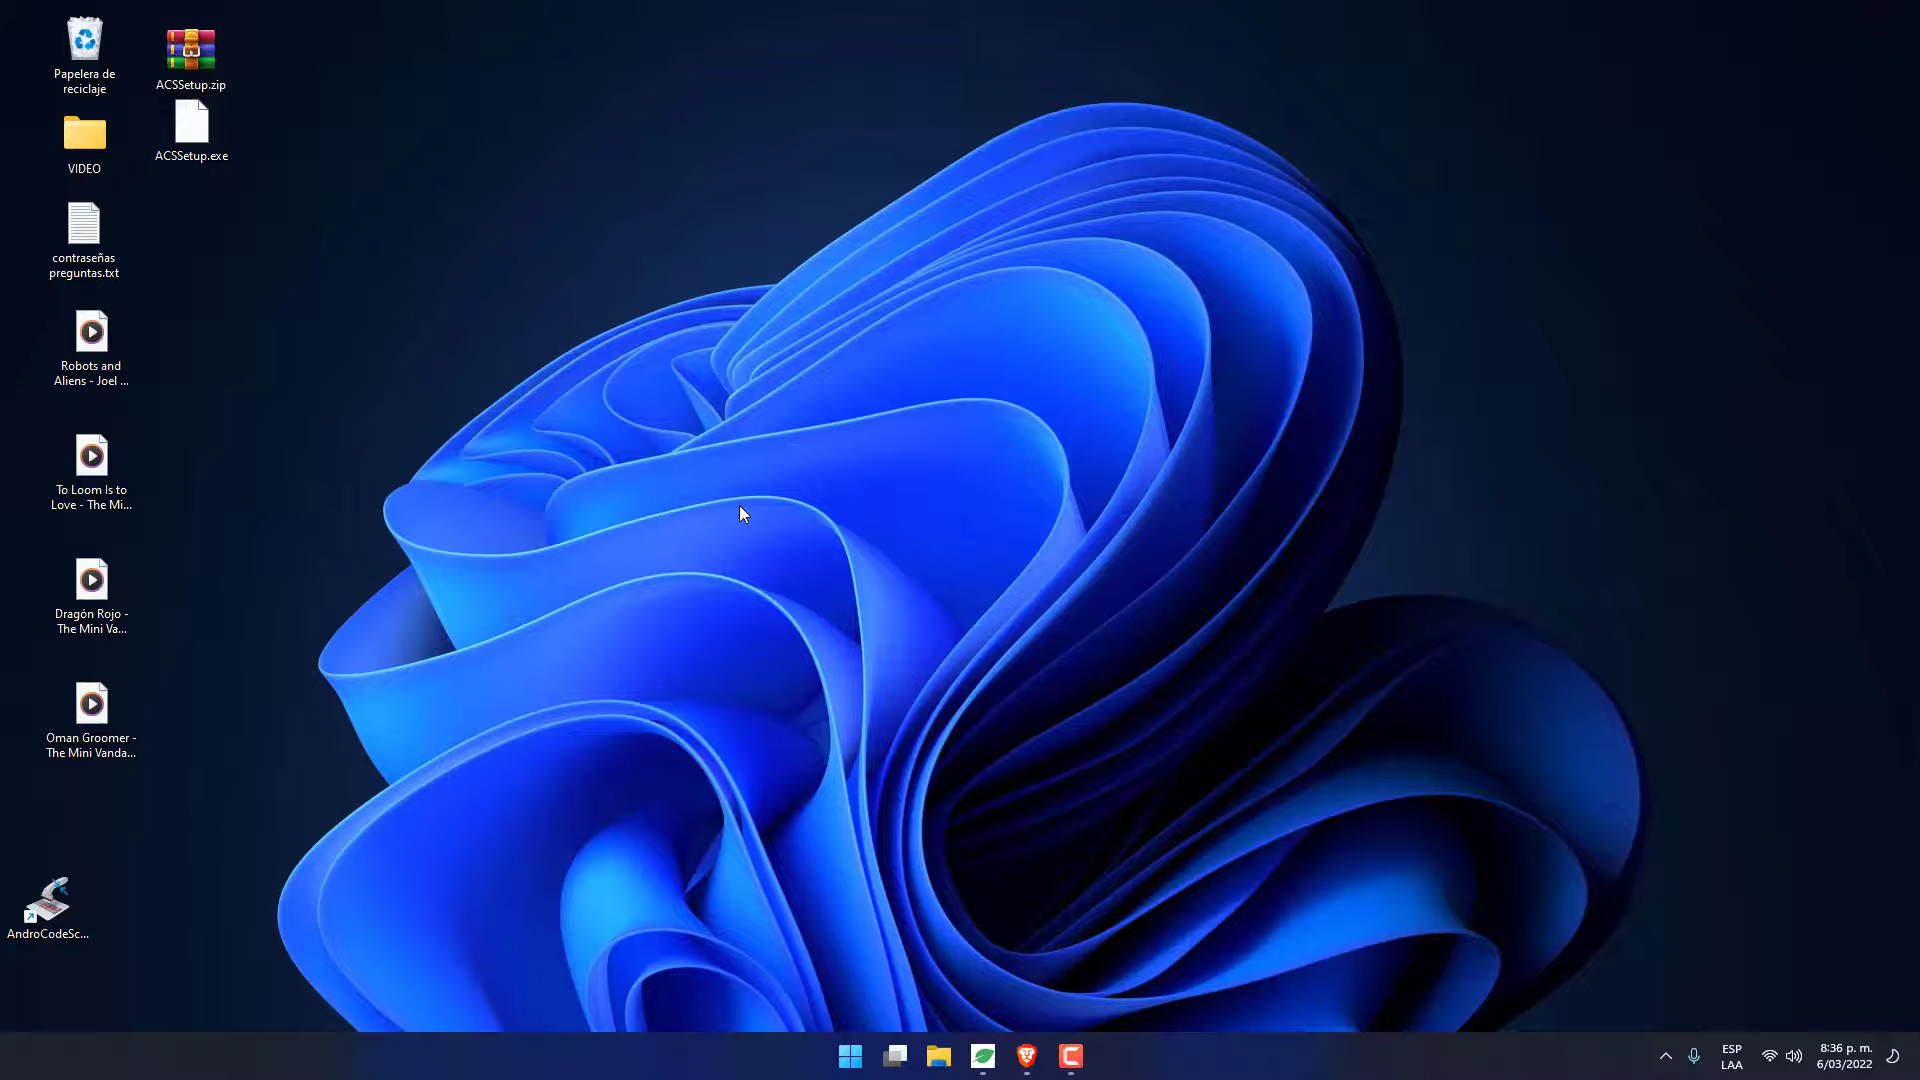 Papelera de
reciclaje
ACSSetup.zip
VIDEO
ACSSetup.exe
contraseñas
preguntas.txt
Robots and
Aliens - Joel ...
To Loom Is to
Love - The Mi...
Dragón Rojo -
The Mini Va...
Oman Groomer -
The Mini Vanda...
AndroCodeSc...
ESP
LAA
8:36 p. m.
6/03/2022